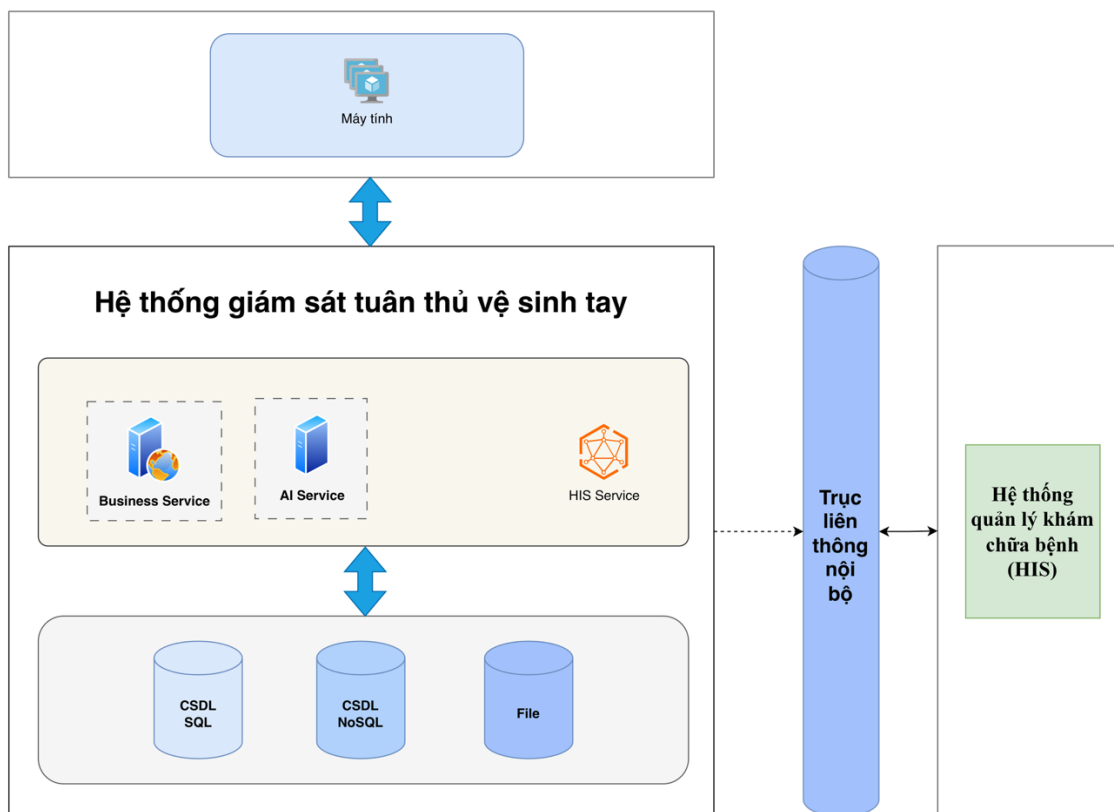 Máy tính
Hệ thống giám sát tuân thủ vệ sinh tay
Business Service
AI Service
HIS Service
CSDL
SQL
CSDL
NoSQL
File
Trục
liên
thông
nội
bộ
Hệ thống
quản lý khám
chữa bệnh
(HIS)